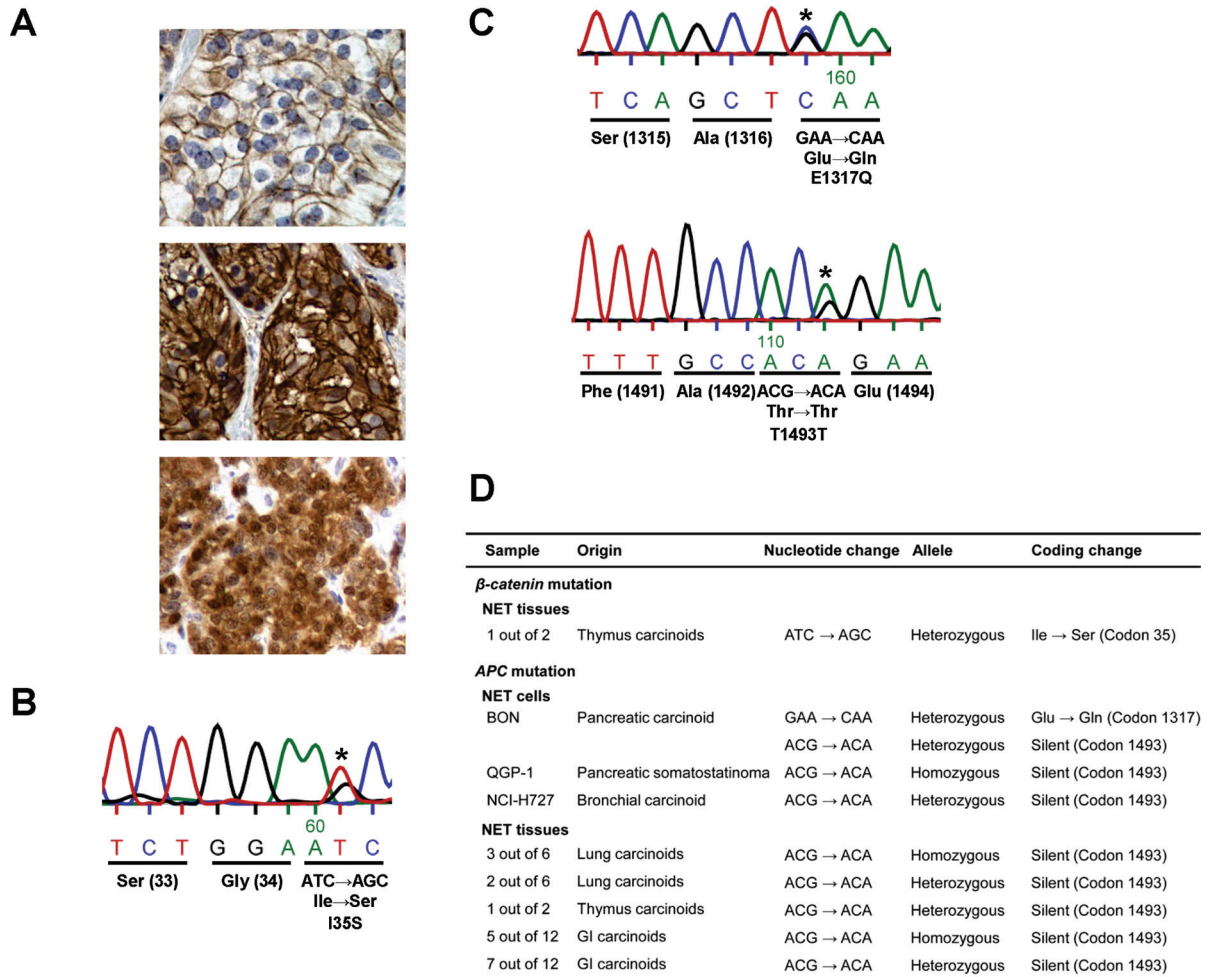 A
B
*
60
T C T G G A A T C
Ser (33) Gly (34) ATC→AGC
Ile→Ser
I35S
C
*
160
T C A G C T C A A
Ser (1315) Ala (1316) GAA→CAA
Glu→Gln
E1317Q
*
110
T T T G C C A C A G A A
Phe (1491) Ala (1492) ACG→ACA Glu (1494)
Thr→Thr
T1493T
D
Sample Origin Nucleotide change Allele Coding change
β-catenin mutation
NET tissues
1 out of 2 Thymus carcinoids ATC → AGC Heterozygous Ile → Ser (Codon 35)
APC mutation
NET cells
BON Pancreatic carcinoid GAA → CAA Heterozygous Glu → Gln (Codon 1317)
ACG → ACA Heterozygous Silent (Codon 1493)
QGP-1 Pancreatic somatostatinoma ACG → ACA Homozygous Silent (Codon 1493)
NCI-H727 Bronchial carcinoid ACG → ACA Heterozygous Silent (Codon 1493)
NET tissues
3 out of 6 Lung carcinoids ACG → ACA Homozygous Silent (Codon 1493)
2 out of 6 Lung carcinoids ACG → ACA Heterozygous Silent (Codon 1493)
1 out of 2 Thymus carcinoids ACG → ACA Heterozygous Silent (Codon 1493)
5 out of 12 GI carcinoids ACG → ACA Homozygous Silent (Codon 1493)
7 out of 12 GI carcinoids ACG → ACA Heterozygous Silent (Codon 1493)